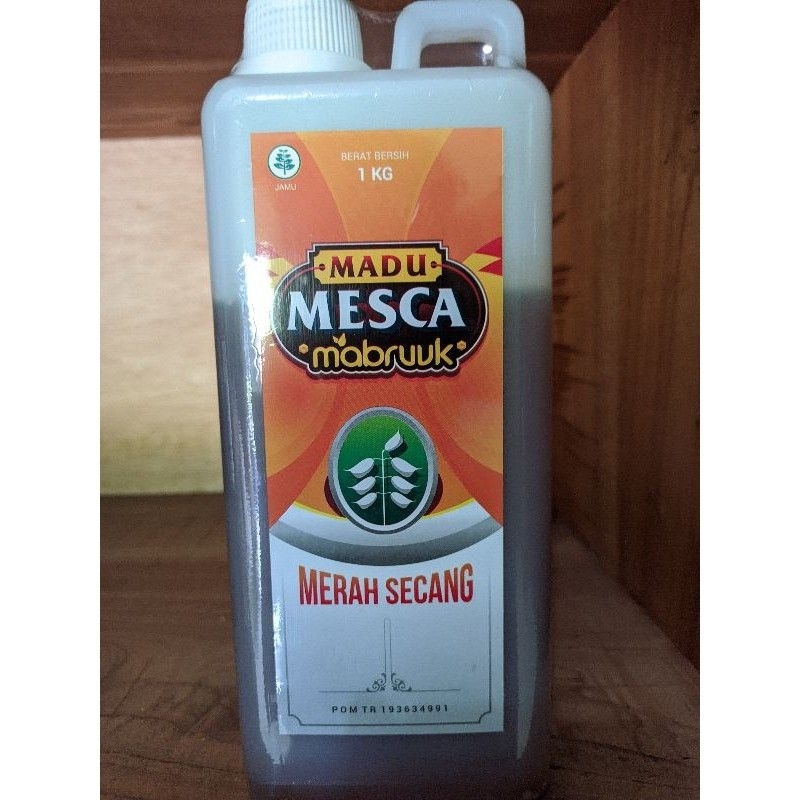 JAMU
BERAT BERSIH
1 KG
MADU
MESCA
mabruuk
MERAH SECANG
POM TR 193634991